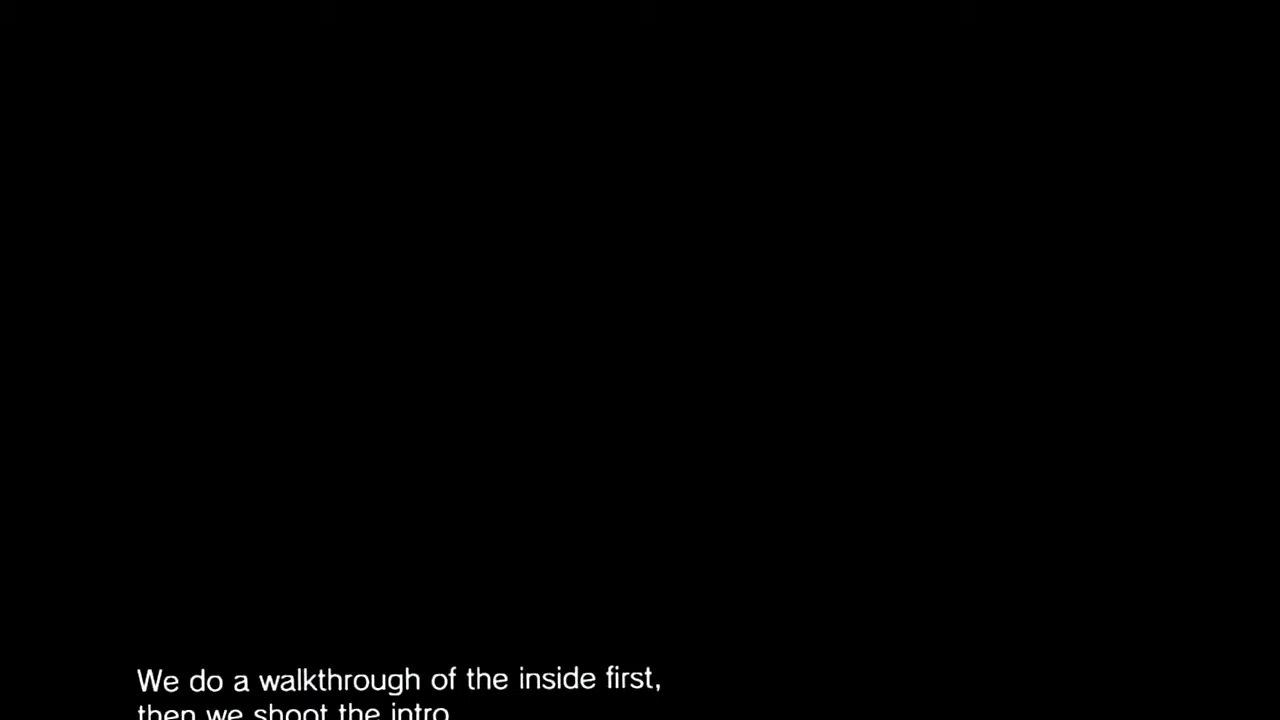 We do a walkthrough of the inside first,
then we shoot the intro